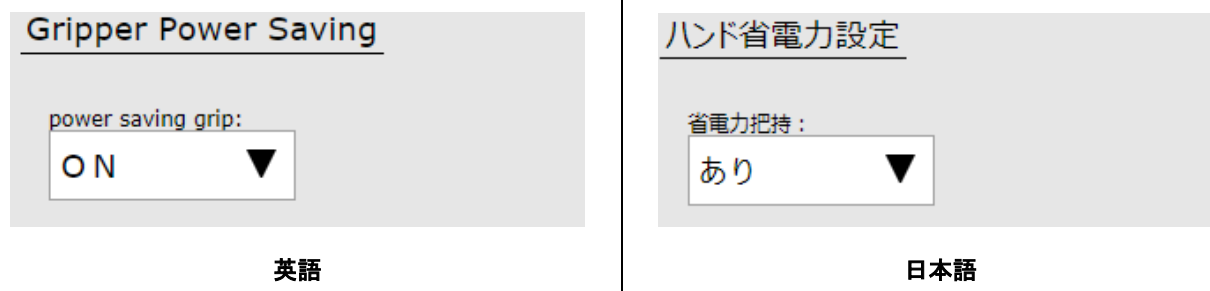 Gripper Power Saving
power saving grip:
ON
▼
英語
ハンド省電力設定
省電力把持：
あり
▼
日本語